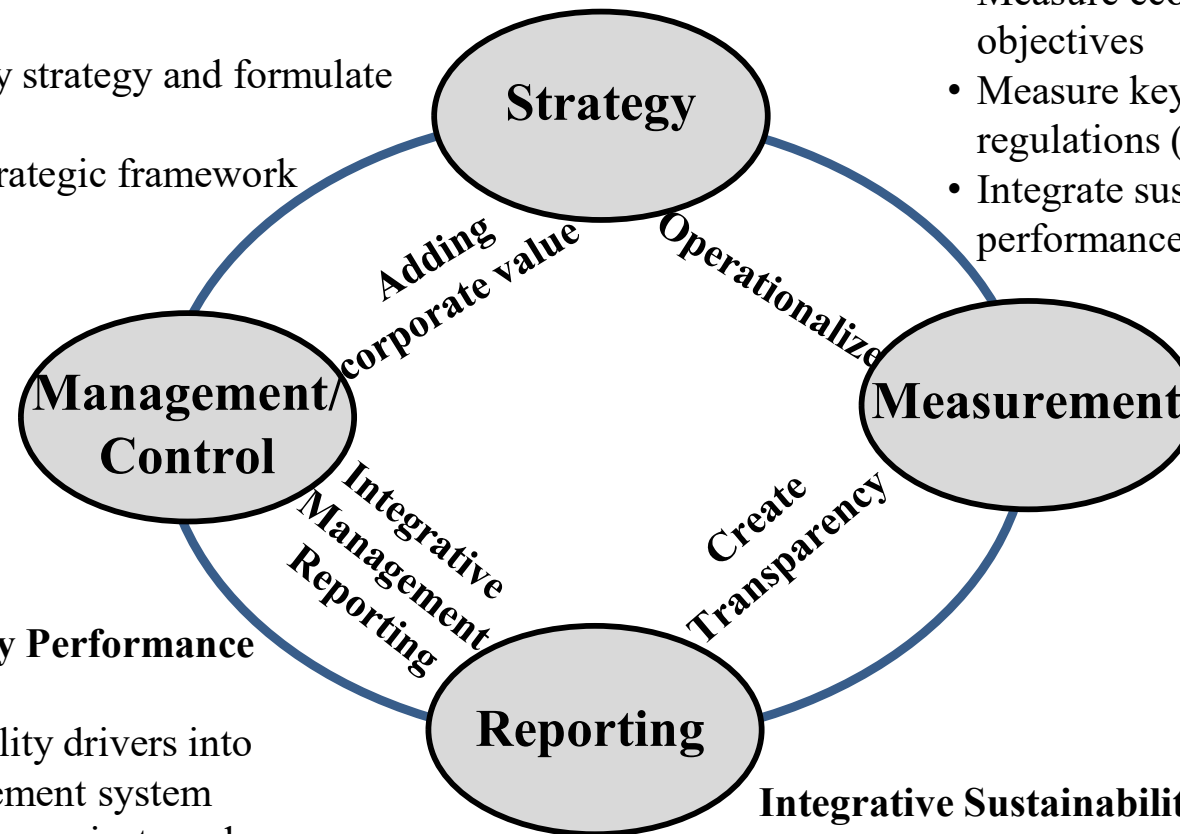 y strategy and formulate
rategic framework
objectives
• Measure key
regulations (
• Integrate sus
performance
Strategy
Adding
corporate value
Operationalize
Management/
Control
Measurement
Integrative
Management
Reporting
Create
Transparency
Reporting
y Performance
lity drivers into
ement system
Integrative Sustainabilit